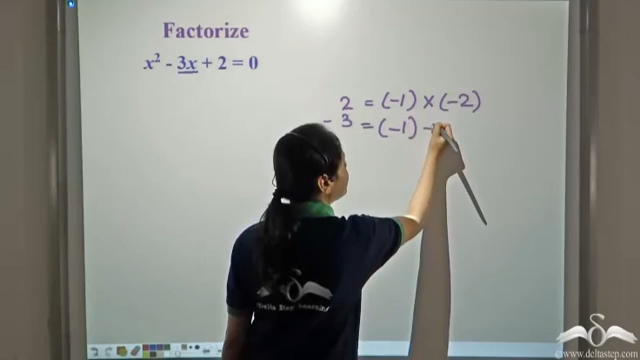 Factorize
x² - 3x + 2 = 0
2 = (-1) × (-2)
- 3 = (-1) +
©www.deltastep.com